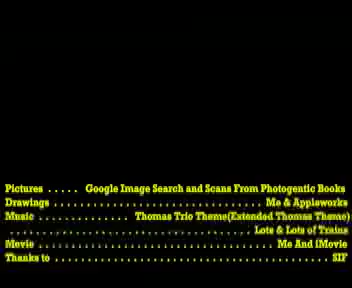 Pictures . . . . . Google Image Search and Scans From Photogentic Books
Drawings . . . . . . . . . . . . . . . . . . . . . . . . . . . . . . . . Me & Appleworks
Music . . . . . . . . . . . . . . Thomas Trio Theme(Extended Thomas Theme)
. . . . . . . . . . . . . . . . . . . . . . . . . . . . . . . . . . . . . Lots & Lots of Trains
Movie . . . . . . . . . . . . . . . . . . . . . . . . . . . . . . . . . . . . Me And iMovie
Thanks to . . . . . . . . . . . . . . . . . . . . . . . . . . . . . . . . . . . . . . . . . SIF